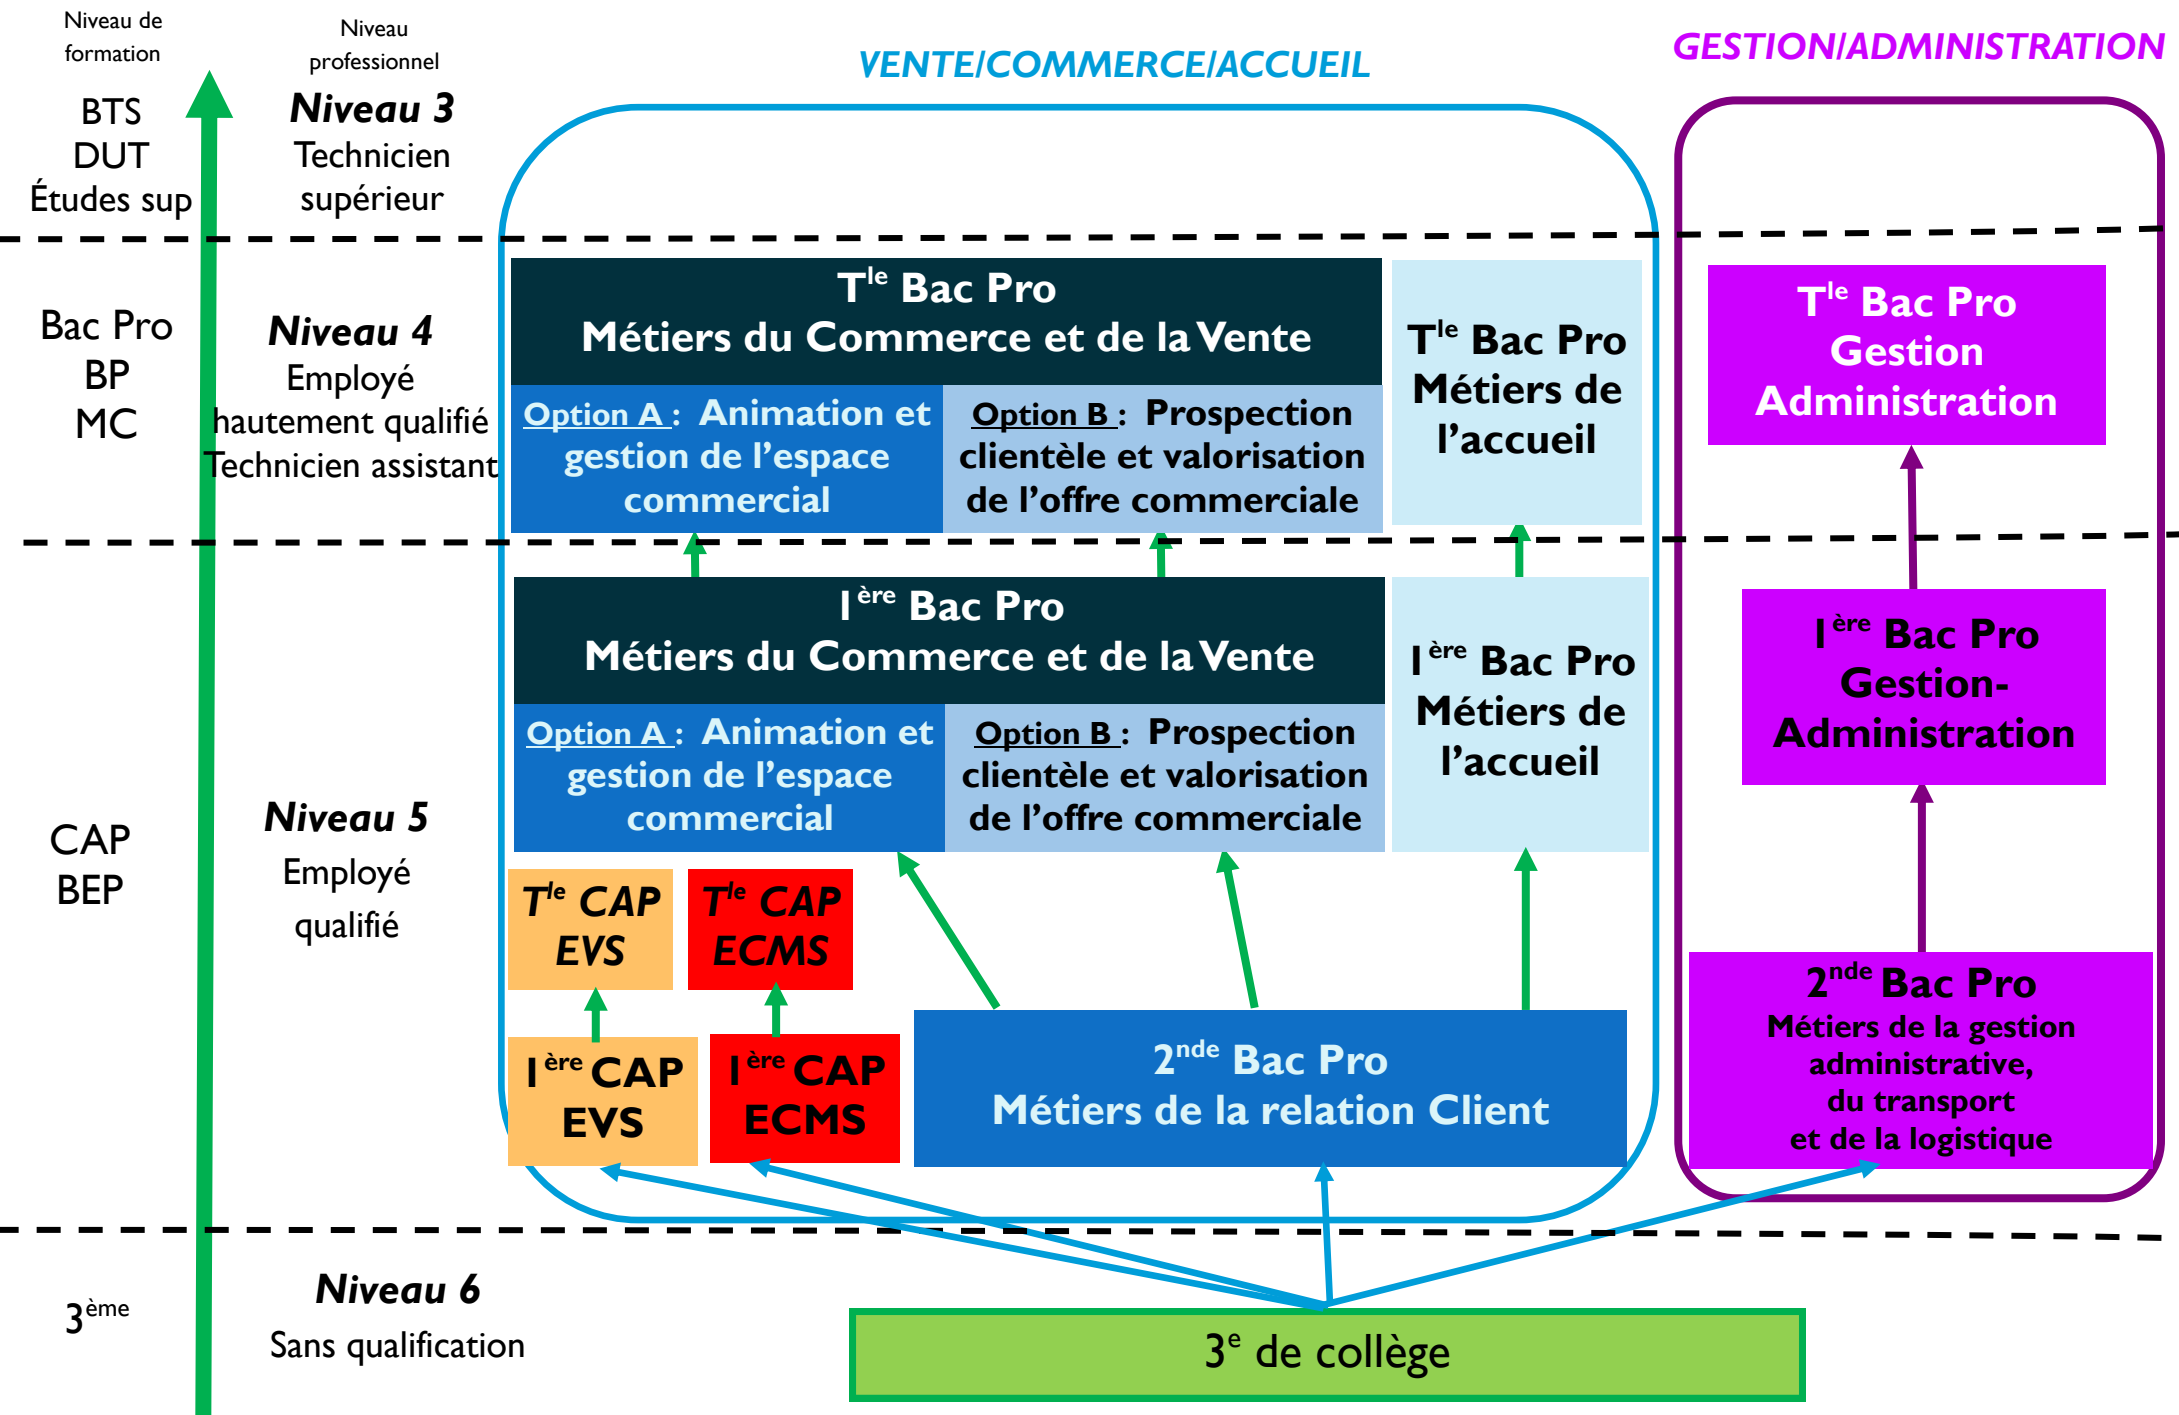 Niveau de
formation
Niveau
professionnel
VENTE/COMMERCE/ACCUEIL
GESTION/ADMINISTRATION
BTS
DUT
Études sup
Niveau 3
Technicien
supérieur
Bac Pro
BP
MC
Niveau 4
Employé
hautement qualifié
Technicien assistant
Tle Bac Pro
Métiers du Commerce et de la Vente
Option A : Animation et
gestion de l’espace
commercial
Option B : Prospection
clientèle et valorisation
de l’offre commerciale
Tle Bac Pro
Métiers de
l’accueil
Tle Bac Pro
Gestion
Administration
CAP
BEP
Niveau 5
Employé
qualifié
1ère Bac Pro
Métiers du Commerce et de la Vente
Option A : Animation et
gestion de l’espace
commercial
Option B : Prospection
clientèle et valorisation
de l’offre commerciale
1ère Bac Pro
Métiers de
l’accueil
1ère Bac Pro
Gestion-
Administration
Tle CAP
EVS
Tle CAP
ECMS
1ère CAP
EVS
1ère CAP
ECMS
2nde Bac Pro
Métiers de la relation Client
2nde Bac Pro
Métiers de la gestion
administrative,
du transport
et de la logistique
3ème
Niveau 6
Sans qualification
3e de collège